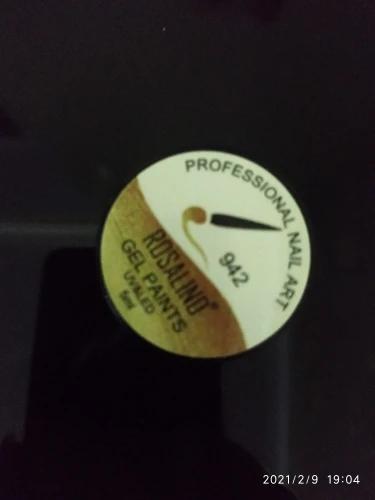 PROFESSIONAL NAIL ART
942
ROSALIND®
GEL PAINTS
UV&LED
5ml
2021/2/9 19:04